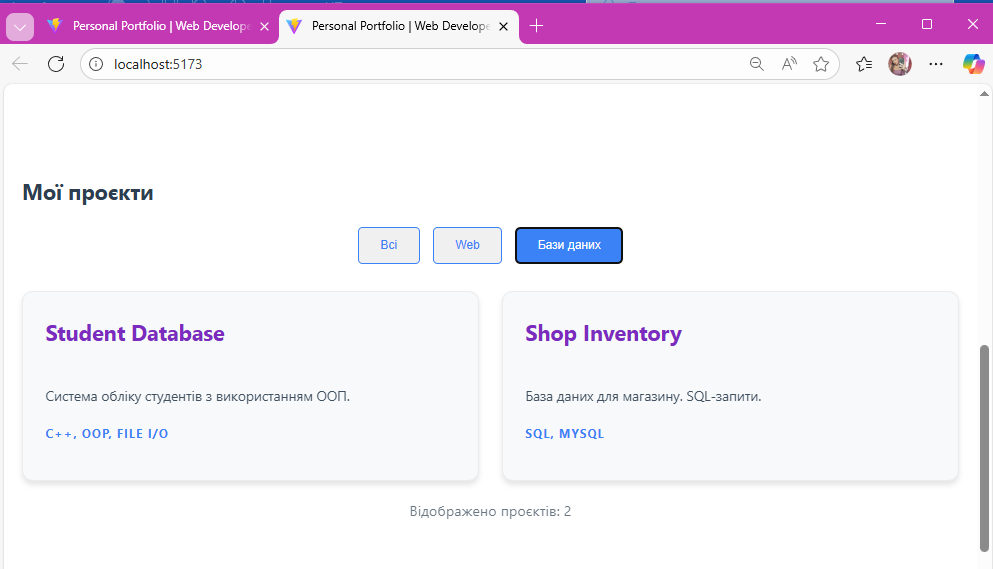 Personal Portfolio | Web Develope
Personal Portfolio | Web Develope
localhost:5173
Мої проєкти
Всі
Web
Бази даних
Student Database
Система обліку студентів з використанням ООП.
C++, OOP, FILE I/O
Shop Inventory
База даних для магазину. SQL-запити.
SQL, MYSQL
Відображено проєктів: 2